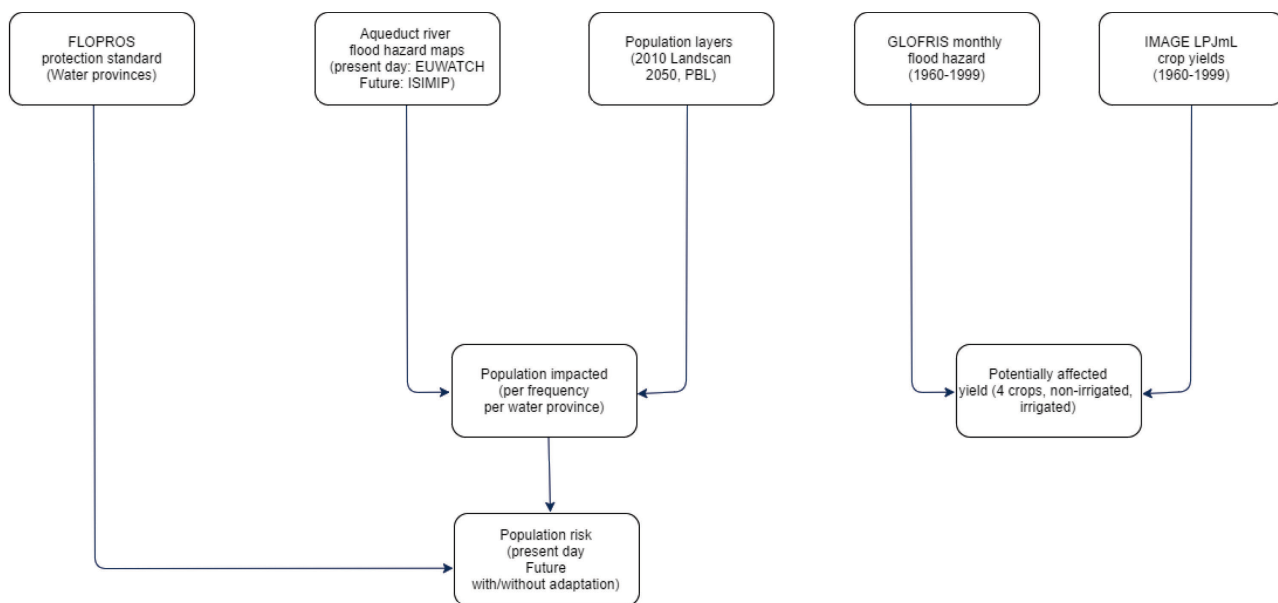 FLOPROS
protection standard
(Water provinces)
Aqueduct river
flood hazard maps
(present day: EUWATCH
Future: ISIMIP)
Population layers
(2010 Landscan
2050, PBL)
GLOFRIS monthly
flood hazard
(1960-1999)
IMAGE LPJmL
crop yields
(1960-1999)
Population impacted
(per frequency
per water province)
Potentially affected
yield (4 crops, non-irrigated,
irrigated)
Population risk
(present day
Future
with/without adaptation)